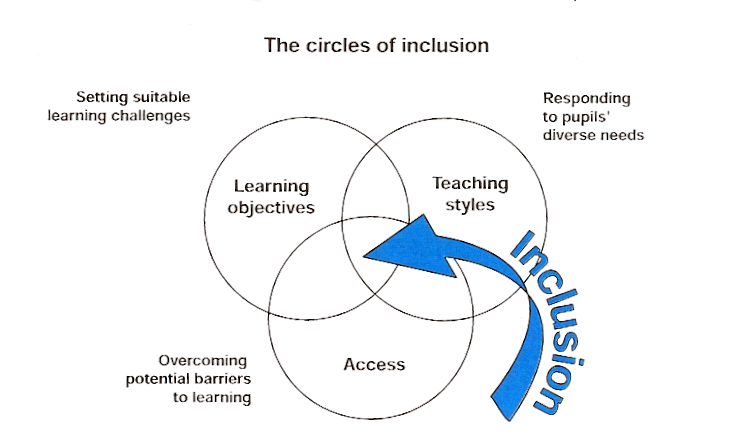 The circles of inclusion
Setting suitable
learning challenges
Responding
to pupils'
diverse needs
Learning
objectives
Teaching
styles
Inclusion
Overcoming
potential barriers
to learning
Access